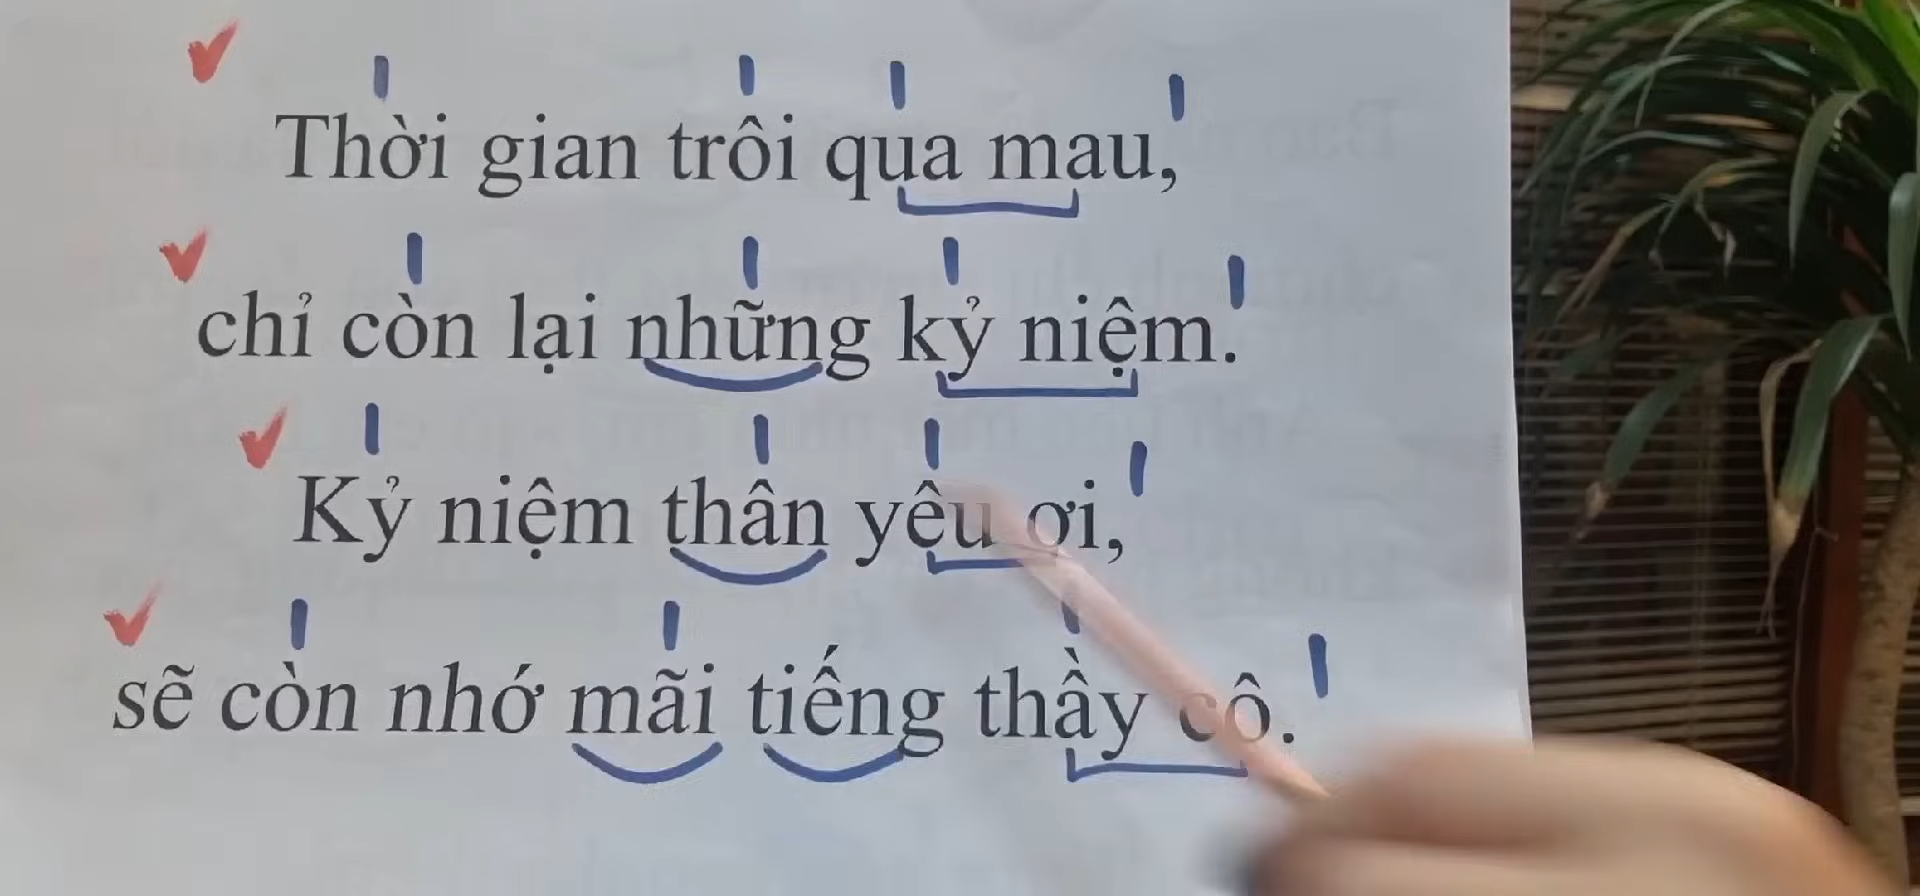 Thời gian trôi qua mau,
chỉ còn lại những kỷ niệm.
Kỷ niệm thân yêu ơi,
sẽ còn nhớ mãi tiếng thầy cô.